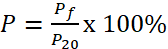 P = P_f / P_20 x 100%